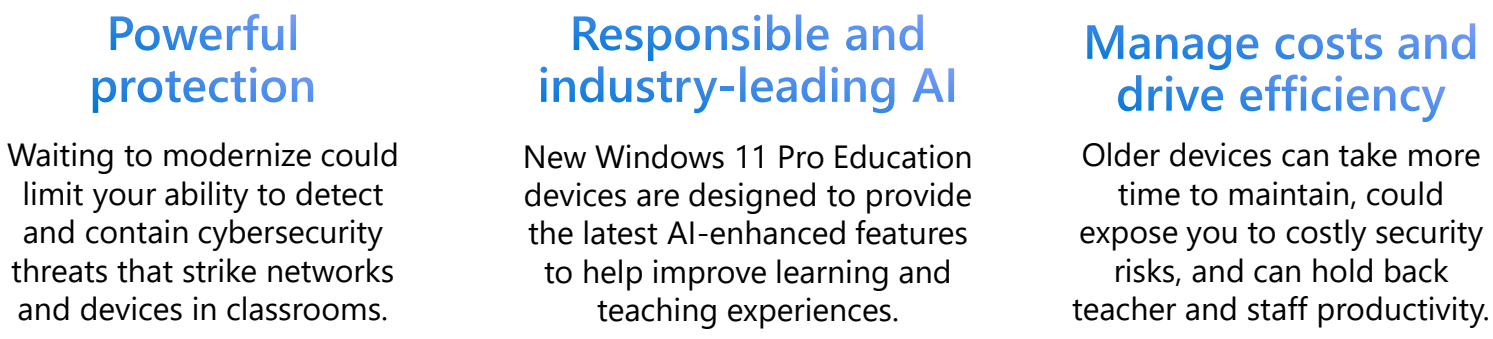 Powerful
protection
Waiting to modernize could
limit your ability to detect
and contain cybersecurity
threats that strike networks
and devices in classrooms.
Responsible and
industry-leading AI
New Windows 11 Pro Education
devices are designed to provide
the latest AI-enhanced features
to help improve learning and
teaching experiences.
Manage costs and
drive efficiency
Older devices can take more
time to maintain, could
expose you to costly security
risks, and can hold back
teacher and staff productivity.